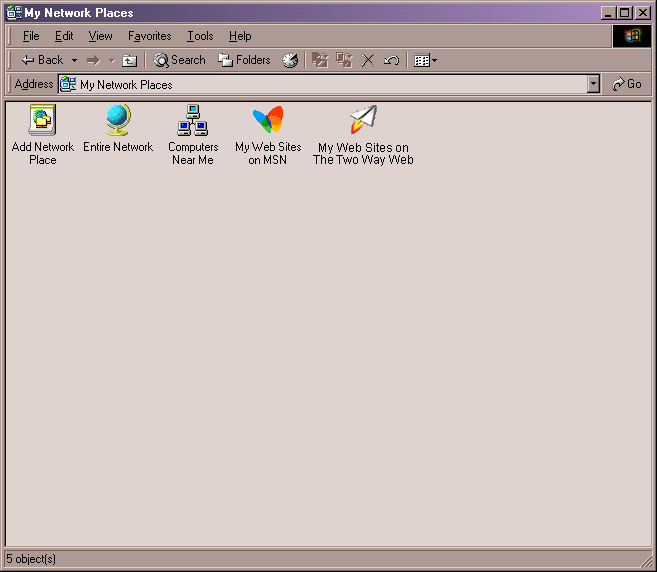 My Network Places
File Edit View Favorites Tools Help
Back Search Folders
Address My Network Places Go
Add Network Place
Entire Network
Computers Near Me
My Web Sites on MSN
My Web Sites on The Two Way Web
5 object(s)